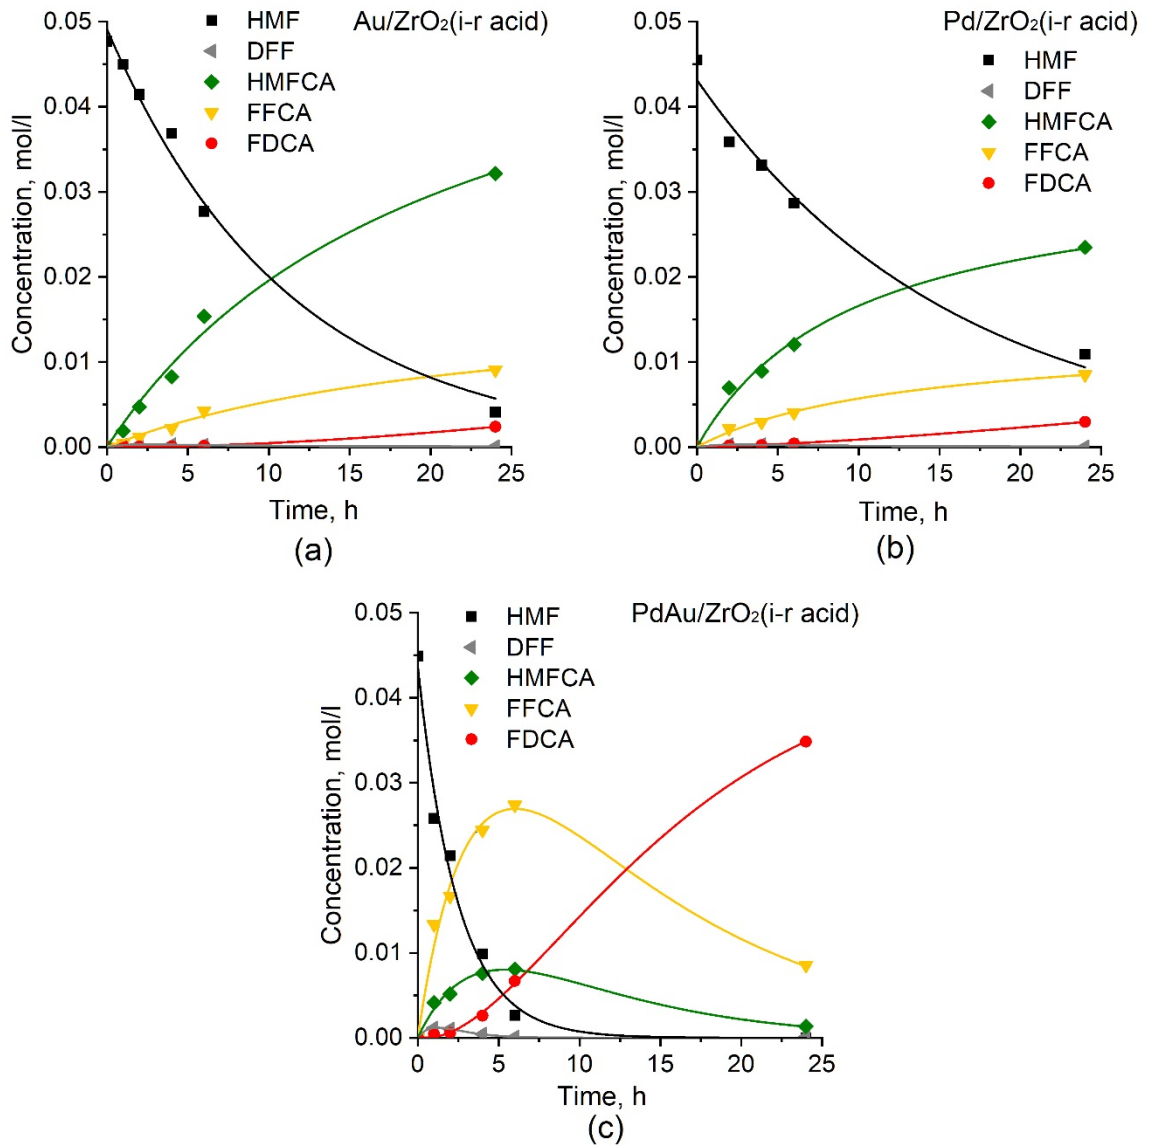 Au/ZrO₂(i-r acid)
HMF
DFF
HMFCA
FFCA
FDCA
Concentration, mol/l
0.05
0.04
0.03
0.02
0.01
0.00
0 5 10 15 20 25
Time, h
(a)
Pd/ZrO₂(i-r acid)
HMF
DFF
HMFCA
FFCA
FDCA
Concentration, mol/l
0.05
0.04
0.03
0.02
0.01
0.00
0 5 10 15 20 25
Time, h
(b)
PdAu/ZrO₂(i-r acid)
HMF
DFF
HMFCA
FFCA
FDCA
Concentration, mol/l
0.05
0.04
0.03
0.02
0.01
0.00
0 5 10 15 20 25
Time, h
(c)